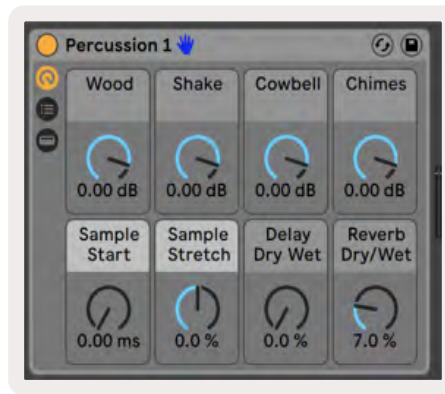 Percussion 1
Wood Shake Cowbell Chimes
0.00 dB 0.00 dB 0.00 dB 0.00 dB
Sample Sample Delay Reverb
Start Stretch Dry Wet Dry/Wet
0.00 ms 0.0 % 0.0 % 7.0 %